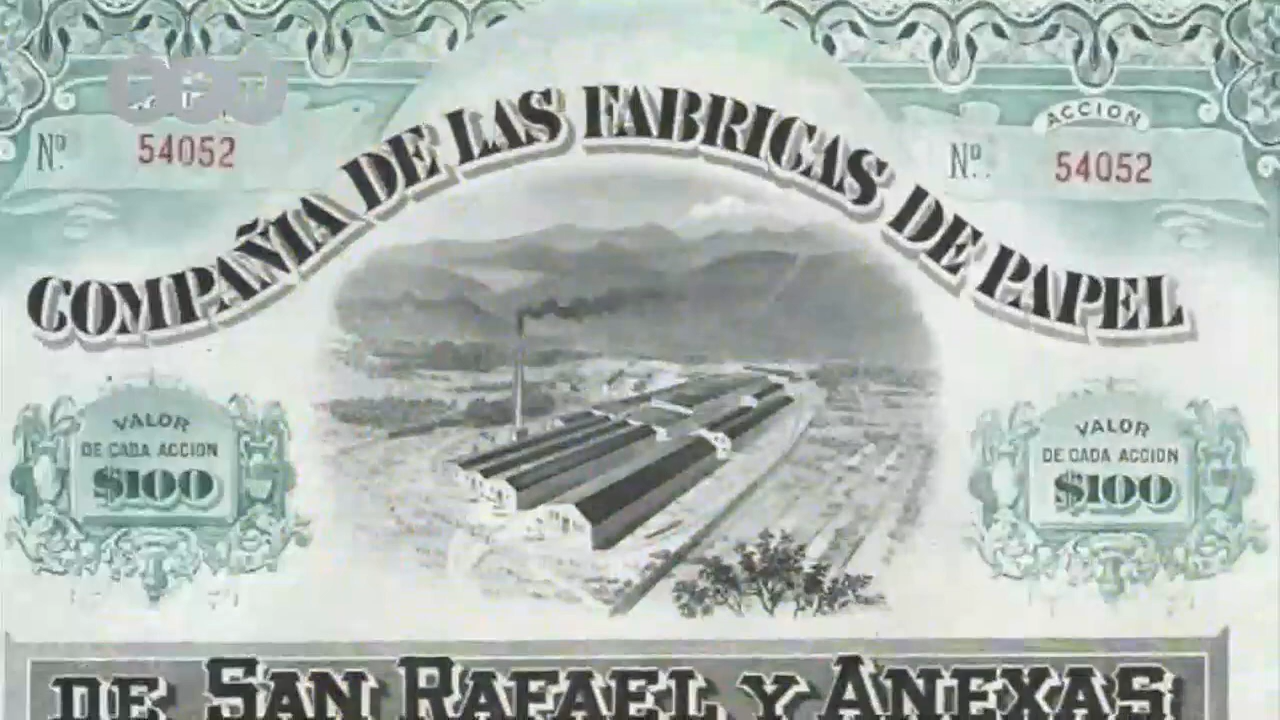 ACCION
Nº. 54052
Nº. 54052
COMPAÑIA DE LAS FABRICAS DE PAPEL
VALOR
DE CADA ACCION
$100
VALOR
DE CADA ACCION
$100
DE SAN RAFAEL Y ANEXAS